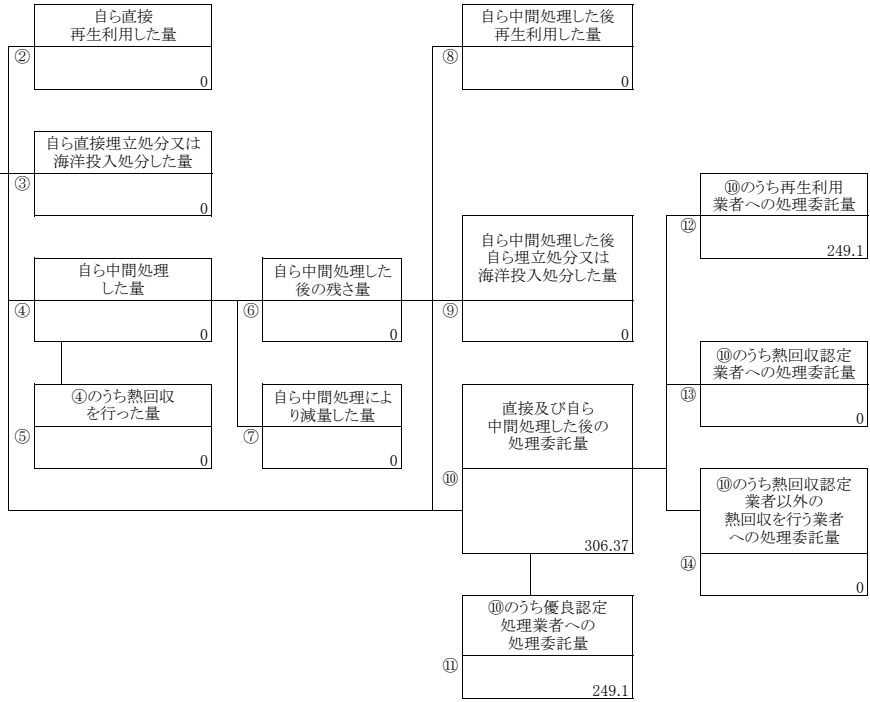 自ら直接
再生利用した量
②
0
自ら直接埋立処分又は
海洋投入処分した量
③
0
自ら中間処理
した量
④
0
④のうち熱回収
を行った量
⑤
0
自ら中間処理した
後の残さ量
⑥
0
自ら中間処理によ
り減量した量
⑦
0
自ら中間処理した後
再生利用した量
⑧
0
自ら中間処理した後
自ら埋立処分又は
海洋投入処分した量
⑨
0
直接及び自ら
中間処理した後の
処理委託量
⑩
306.37
⑩のうち優良認定
処理業者への
処理委託量
⑪
249.1
⑩のうち再生利用
業者への処理委託量
⑫
249.1
⑩のうち熱回収認定
業者への処理委託量
⑬
0
⑩のうち熱回収認定
業者以外の
熱回収を行う業者
への処理委託量
⑭
0